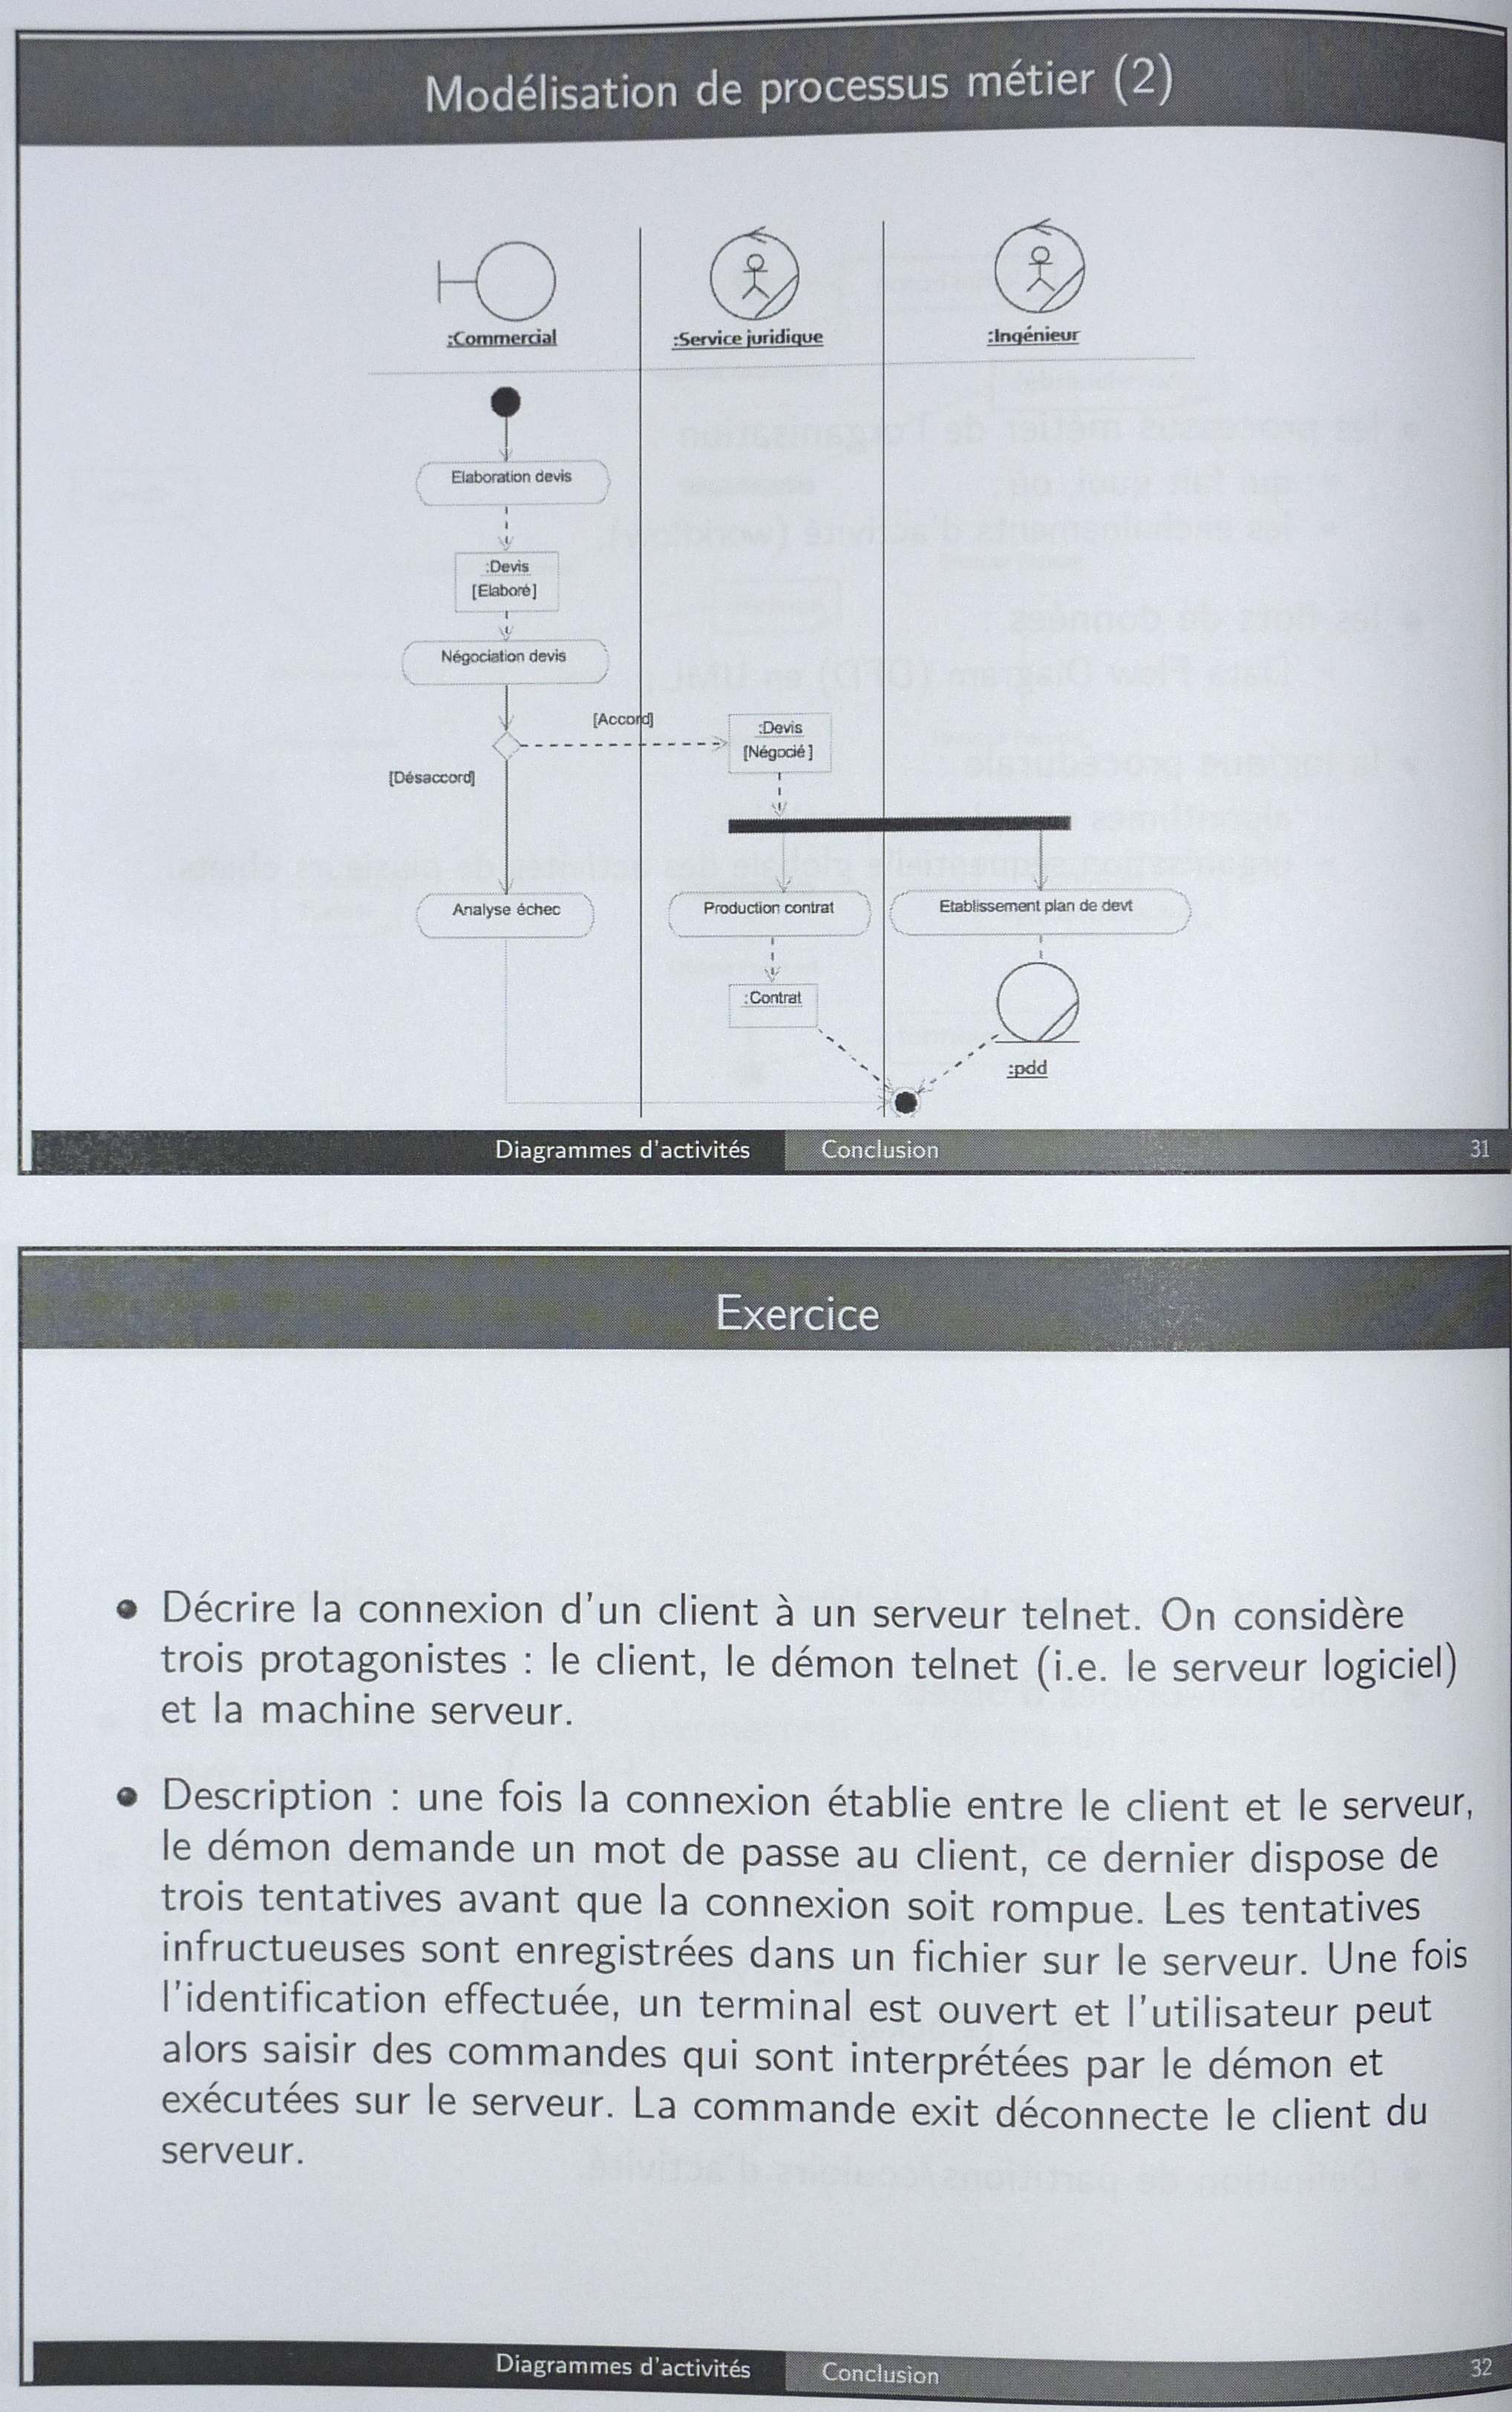 Modélisation de processus métier (2)
:Commercial
:Service juridique
:Ingénieur
Elaboration devis
:Devis
[Elaboré]
Négociation devis
[Accord]
:Devis
[Négocié]
[Désaccord]
Analyse échec
Production contrat
Etablissement plan de devt
:Contrat
:pdd
Diagrammes d'activités
Conclusion
31
Exercice
Décrire la connexion d'un client à un serveur telnet. On considère
trois protagonistes : le client, le démon telnet (i.e. le serveur logiciel)
et la machine serveur.
Description : une fois la connexion établie entre le client et le serveur,
le démon demande un mot de passe au client, ce dernier dispose de
trois tentatives avant que la connexion soit rompue. Les tentatives
infructueuses sont enregistrées dans un fichier sur le serveur. Une fois
l'identification effectuée, un terminal est ouvert et l'utilisateur peut
alors saisir des commandes qui sont interprétées par le démon et
exécutées sur le serveur. La commande exit déconnecte le client du
serveur.
Diagrammes d'activités
Conclusion
32